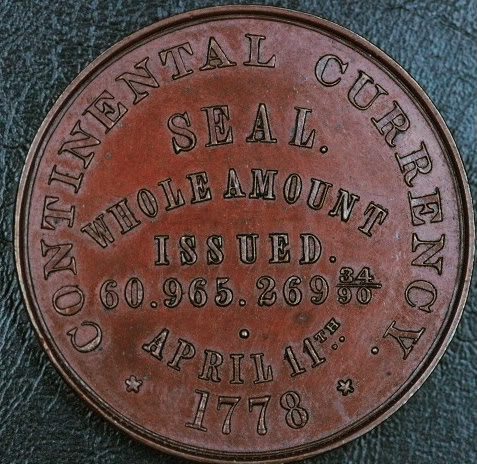 CONTINENTAL CURRENCY.
SEAL.
WHOLE AMOUNT
ISSUED.
60.965.269 34/90
APRIL 11TH
1778